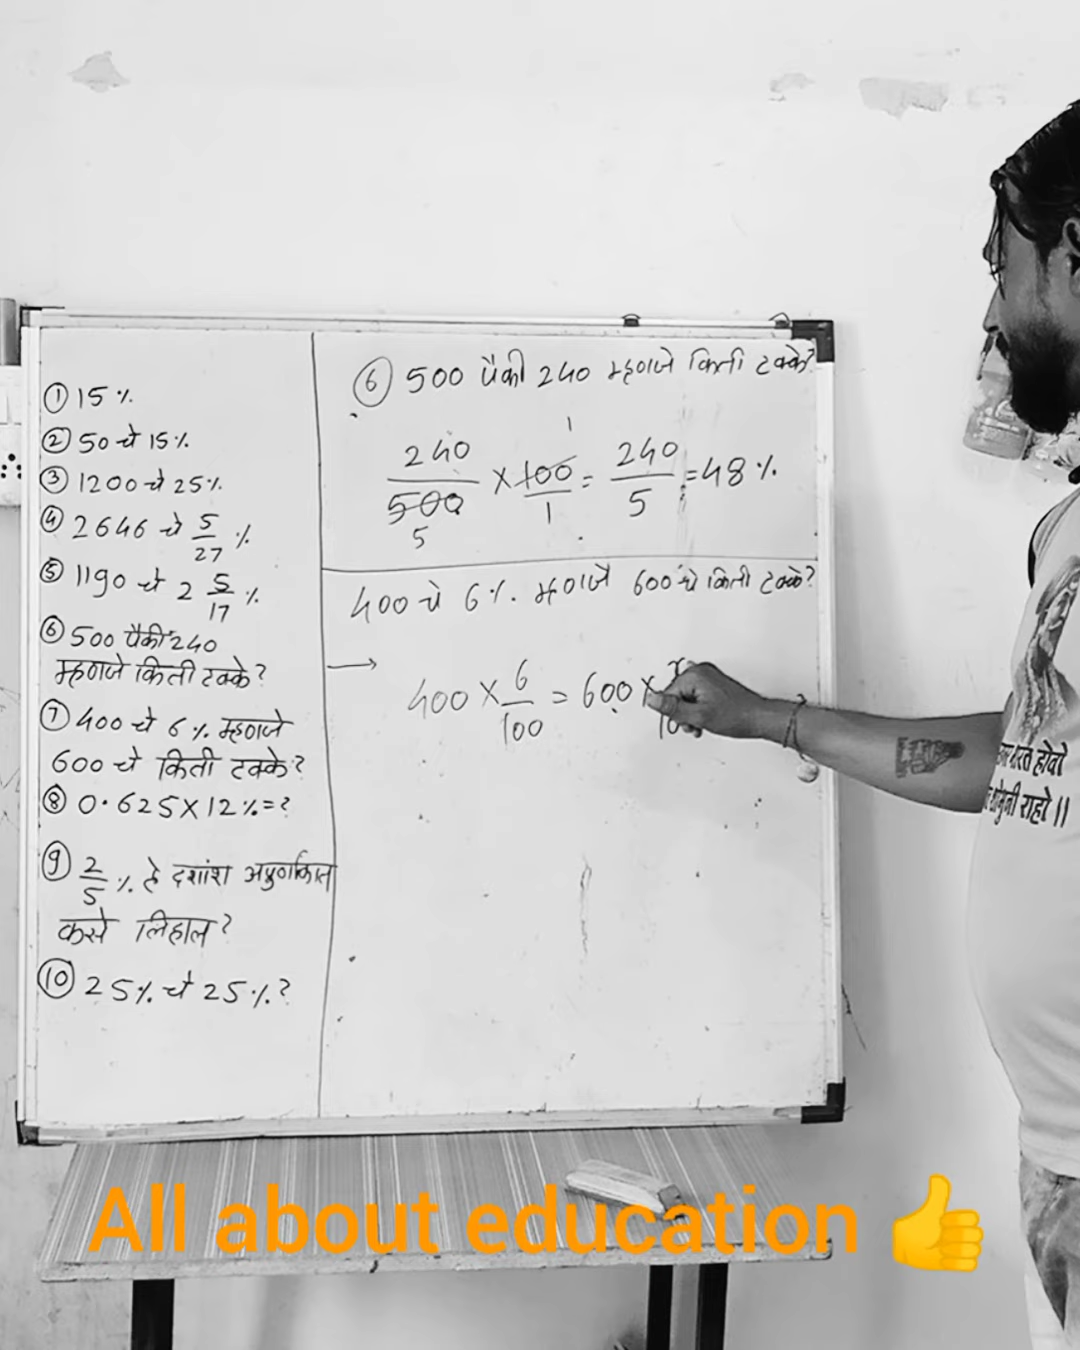 ① 15%
② 50 चे 15%
③ 1200 चे 25%
④ 2646 चे 5/27 %
⑤ 1190 चे 2 5/17 %
⑥ 500 पैकी 240
म्हणजे किती टक्के?
⑦ 400 चे 6% म्हणजे
600 चे किती टक्के?
⑧ 0.625 X 12% = ?
⑨ 2/5 % हे दशांश अपूर्णांकात
कसे लिहाल?
⑩ 25% चे 25%?
⑥ 500 पैकी 240 म्हणजे किती टक्के?
1
240/500 X 100/1 = 240/5 = 48%
5
400 चे 6% म्हणजे 600 चे किती टक्के?
→ 400 X 6/100 = 600 X
होवो
राहो ॥
All about education 👍